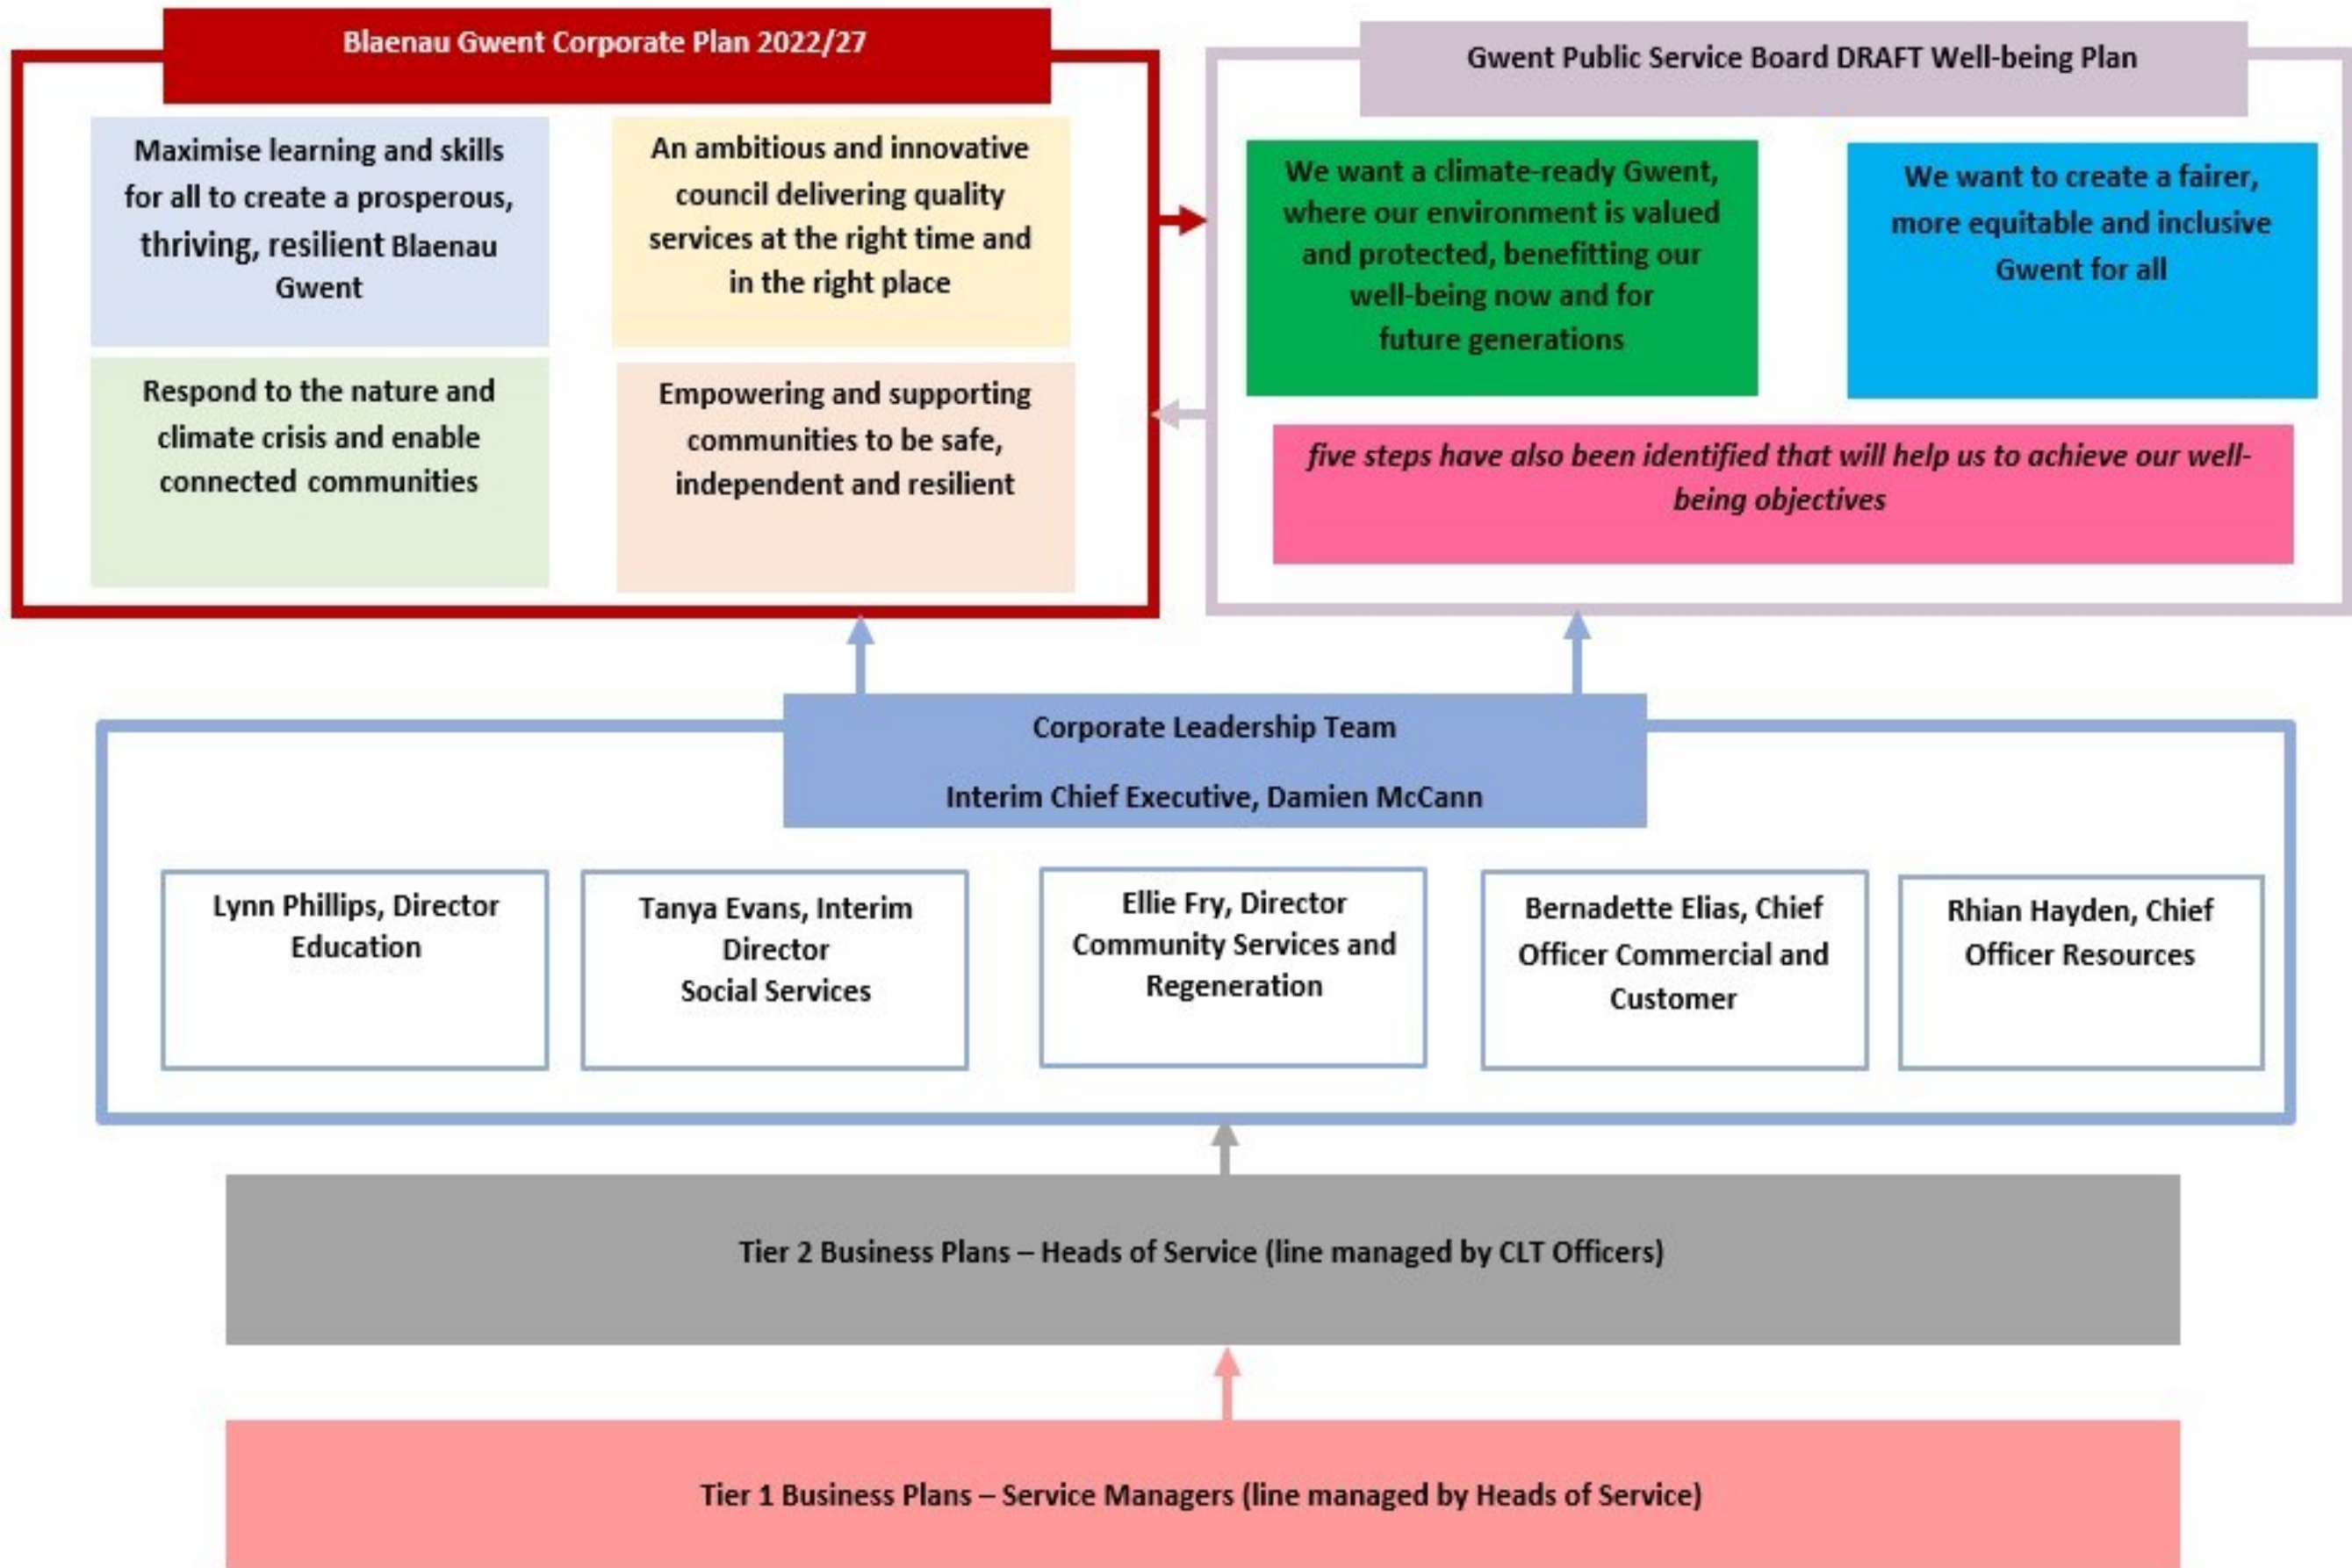 Blaenau Gwent Corporate Plan 2022/27
Maximise learning and skills
for all to create a prosperous,
thriving, resilient Blaenau
Gwent
An ambitious and innovative
council delivering quality
services at the right time and
in the right place
Respond to the nature and
climate crisis and enable
connected communities
Empowering and supporting
communities to be safe,
independent and resilient
Gwent Public Service Board DRAFT Well-being Plan
We want a climate-ready Gwent,
where our environment is valued
and protected, benefitting our
well-being now and for
future generations
We want to create a fairer,
more equitable and inclusive
Gwent for all
five steps have also been identified that will help us to achieve our well-
being objectives
Corporate Leadership Team
Interim Chief Executive, Damien McCann
Lynn Phillips, Director
Education
Tanya Evans, Interim
Director
Social Services
Ellie Fry, Director
Community Services and
Regeneration
Bernadette Elias, Chief
Officer Commercial and
Customer
Rhian Hayden, Chief
Officer Resources
Tier 2 Business Plans – Heads of Service (line managed by CLT Officers)
Tier 1 Business Plans – Service Managers (line managed by Heads of Service)